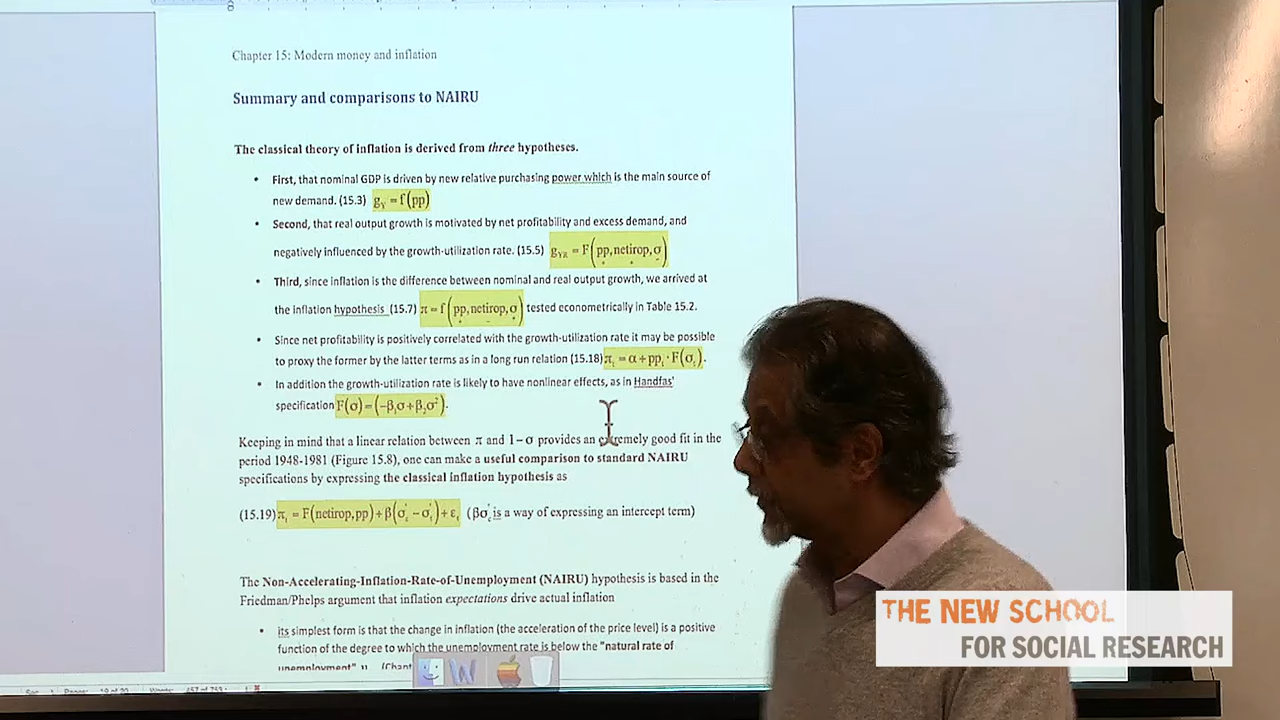 Chapter 15: Modern money and inflation
Summary and comparisons to NAIRU
The classical theory of inflation is derived from three hypotheses.
• First, that nominal GDP is driven by new relative purchasing power which is the main source of
new demand. (15.3) g_Y = f(pp)
• Second, that real output growth is motivated by net profitability and excess demand, and
negatively influenced by the growth-utilization rate. (15.5) g_YR = F(pp, netirop, σ)
• Third, since inflation is the difference between nominal and real output growth, we arrived at
the inflation hypothesis (15.7) π = f(pp, netirop, σ) tested econometrically in Table 15.2.
• Since net profitability is positively correlated with the growth-utilization rate it may be possible
to proxy the former by the latter terms as in a long run relation (15.18) π_t = α + pp_t · F(σ_t).
• In addition the growth-utilization rate is likely to have nonlinear effects, as in Handfas'
specification F(σ) = (-β₁σ + β₂σ²).
Keeping in mind that a linear relation between π and 1 – σ provides an extremely good fit in the
period 1948-1981 (Figure 15.8), one can make a useful comparison to standard NAIRU
specifications by expressing the classical inflation hypothesis as
(15.19) π_t = F(netirop, pp) + β(σ'_c – σ'_t) + ε_t (βσ'_c is a way of expressing an intercept term)
The Non-Accelerating-Inflation-Rate-of-Unemployment (NAIRU) hypothesis is based in the
Friedman/Phelps argument that inflation expectations drive actual inflation
• its simplest form is that the change in inflation (the acceleration of the price level) is a positive
function of the degree to which the unemployment rate is below the "natural rate of
unemployment"
THE NEW SCHOOL
FOR SOCIAL RESEARCH